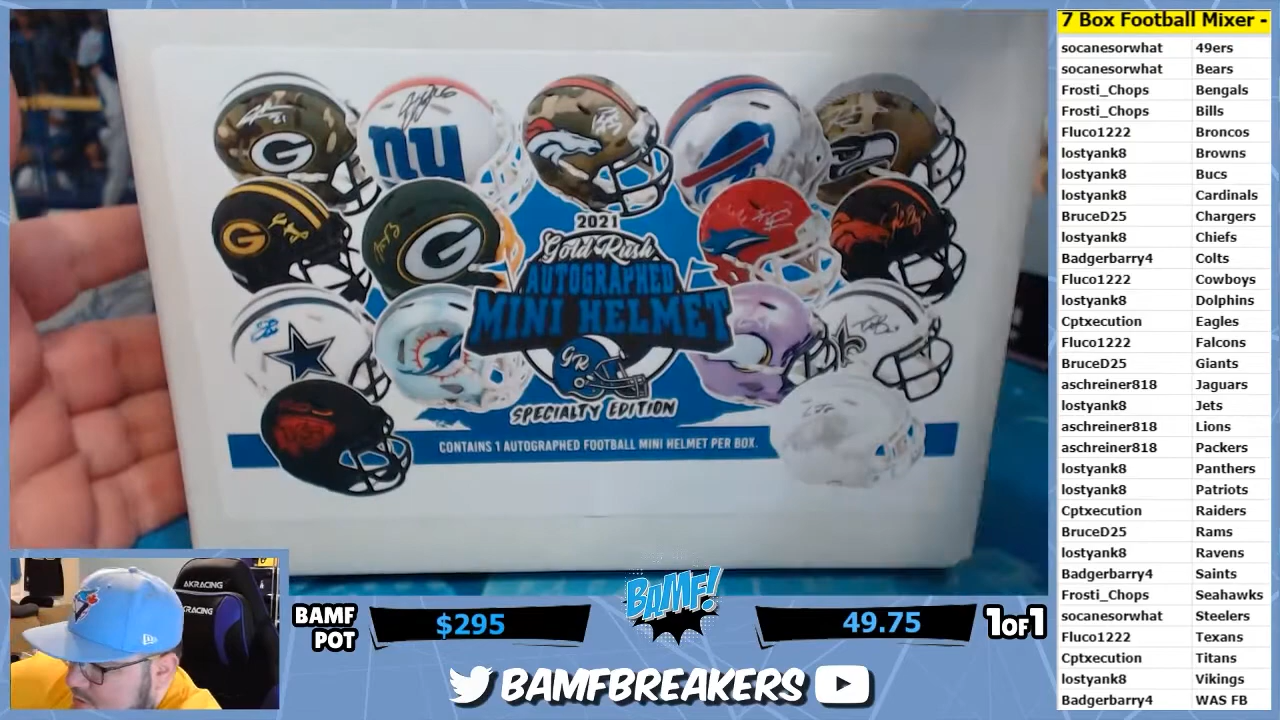 7 Box Football Mixer -
socanesorwhat 49ers
socanesorwhat Bears
Frosti_Chops Bengals
Frosti_Chops Bills
Fluco1222 Broncos
lostyank8 Browns
lostyank8 Bucs
lostyank8 Cardinals
BruceD25 Chargers
lostyank8 Chiefs
Badgerbarry4 Colts
Fluco1222 Cowboys
lostyank8 Dolphins
Cptxecution Eagles
Fluco1222 Falcons
BruceD25 Giants
aschreiner818 Jaguars
lostyank8 Jets
aschreiner818 Lions
aschreiner818 Packers
lostyank8 Panthers
lostyank8 Patriots
Cptxecution Raiders
BruceD25 Rams
lostyank8 Ravens
Badgerbarry4 Saints
Frosti_Chops Seahawks
socanesorwhat Steelers
Fluco1222 Texans
Cptxecution Titans
lostyank8 Vikings
Badgerbarry4 WAS FB
G
ny
G
G
2021
Gold Rush
AUTOGRAPHED
MINI HELMET
GR
SPECIALTY EDITION
CONTAINS 1 AUTOGRAPHED FOOTBALL MINI HELMET PER BOX.
AKRACING
KRACING
BAMF
POT
$295
BAMF!
49.75
1OF1
BAMFBREAKERS